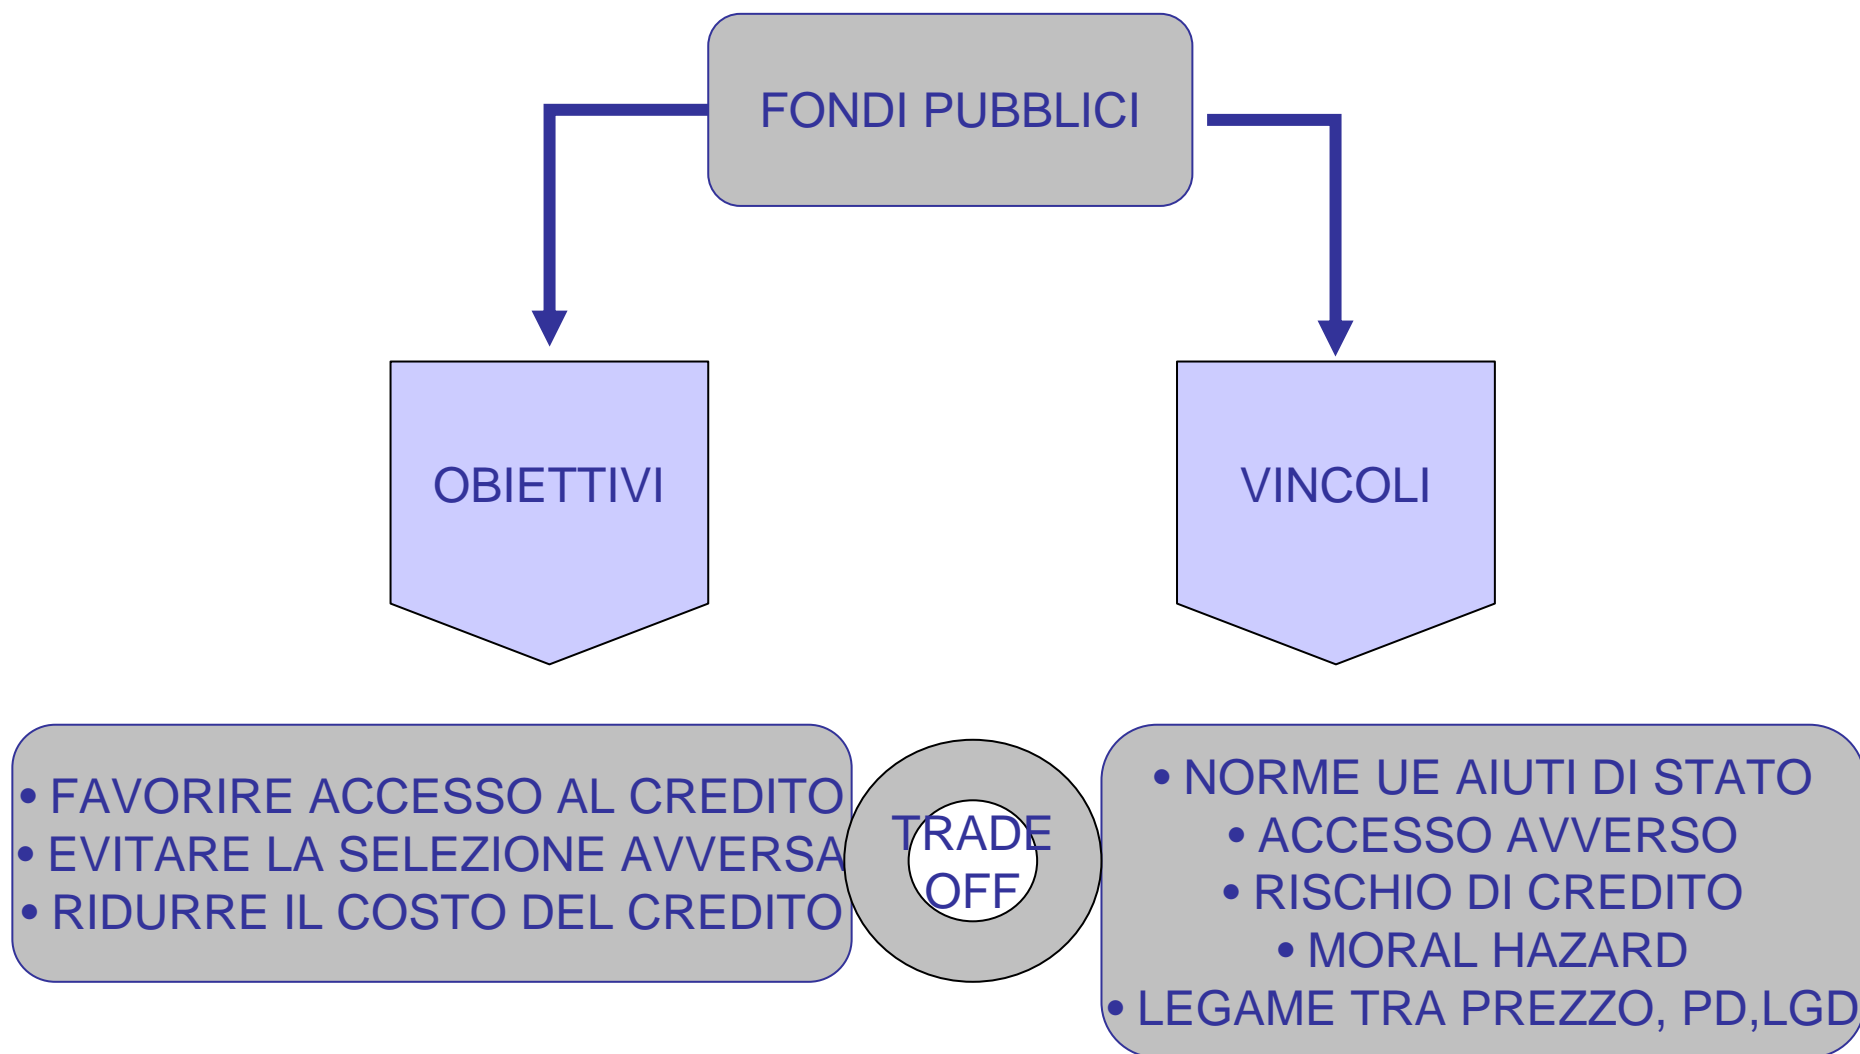 FONDI PUBBLICI
OBIETTIVI
VINCOLI
• FAVORIRE ACCESSO AL CREDITO
• EVITARE LA SELEZIONE AVVERSA
• RIDURRE IL COSTO DEL CREDITO
TRADE
OFF
• NORME UE AIUTI DI STATO
• ACCESSO AVVERSO
• RISCHIO DI CREDITO
• MORAL HAZARD
• LEGAME TRA PREZZO, PD,LGD